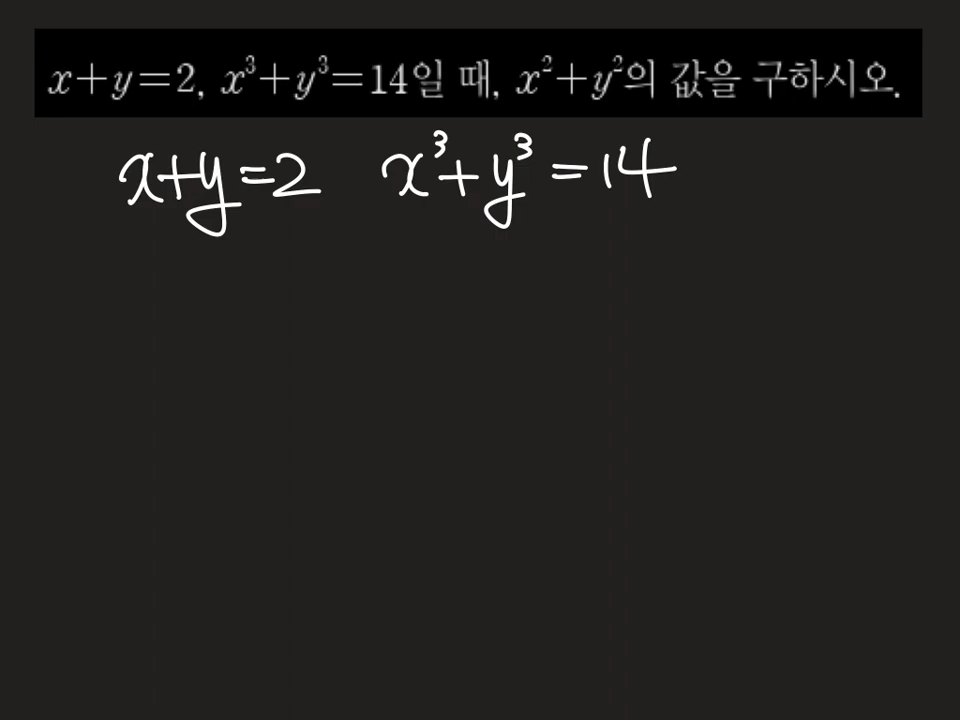 x+y=2, x³+y³=14일 때, x²+y²의 값을 구하시오.
x+y=2 x³+y³=14